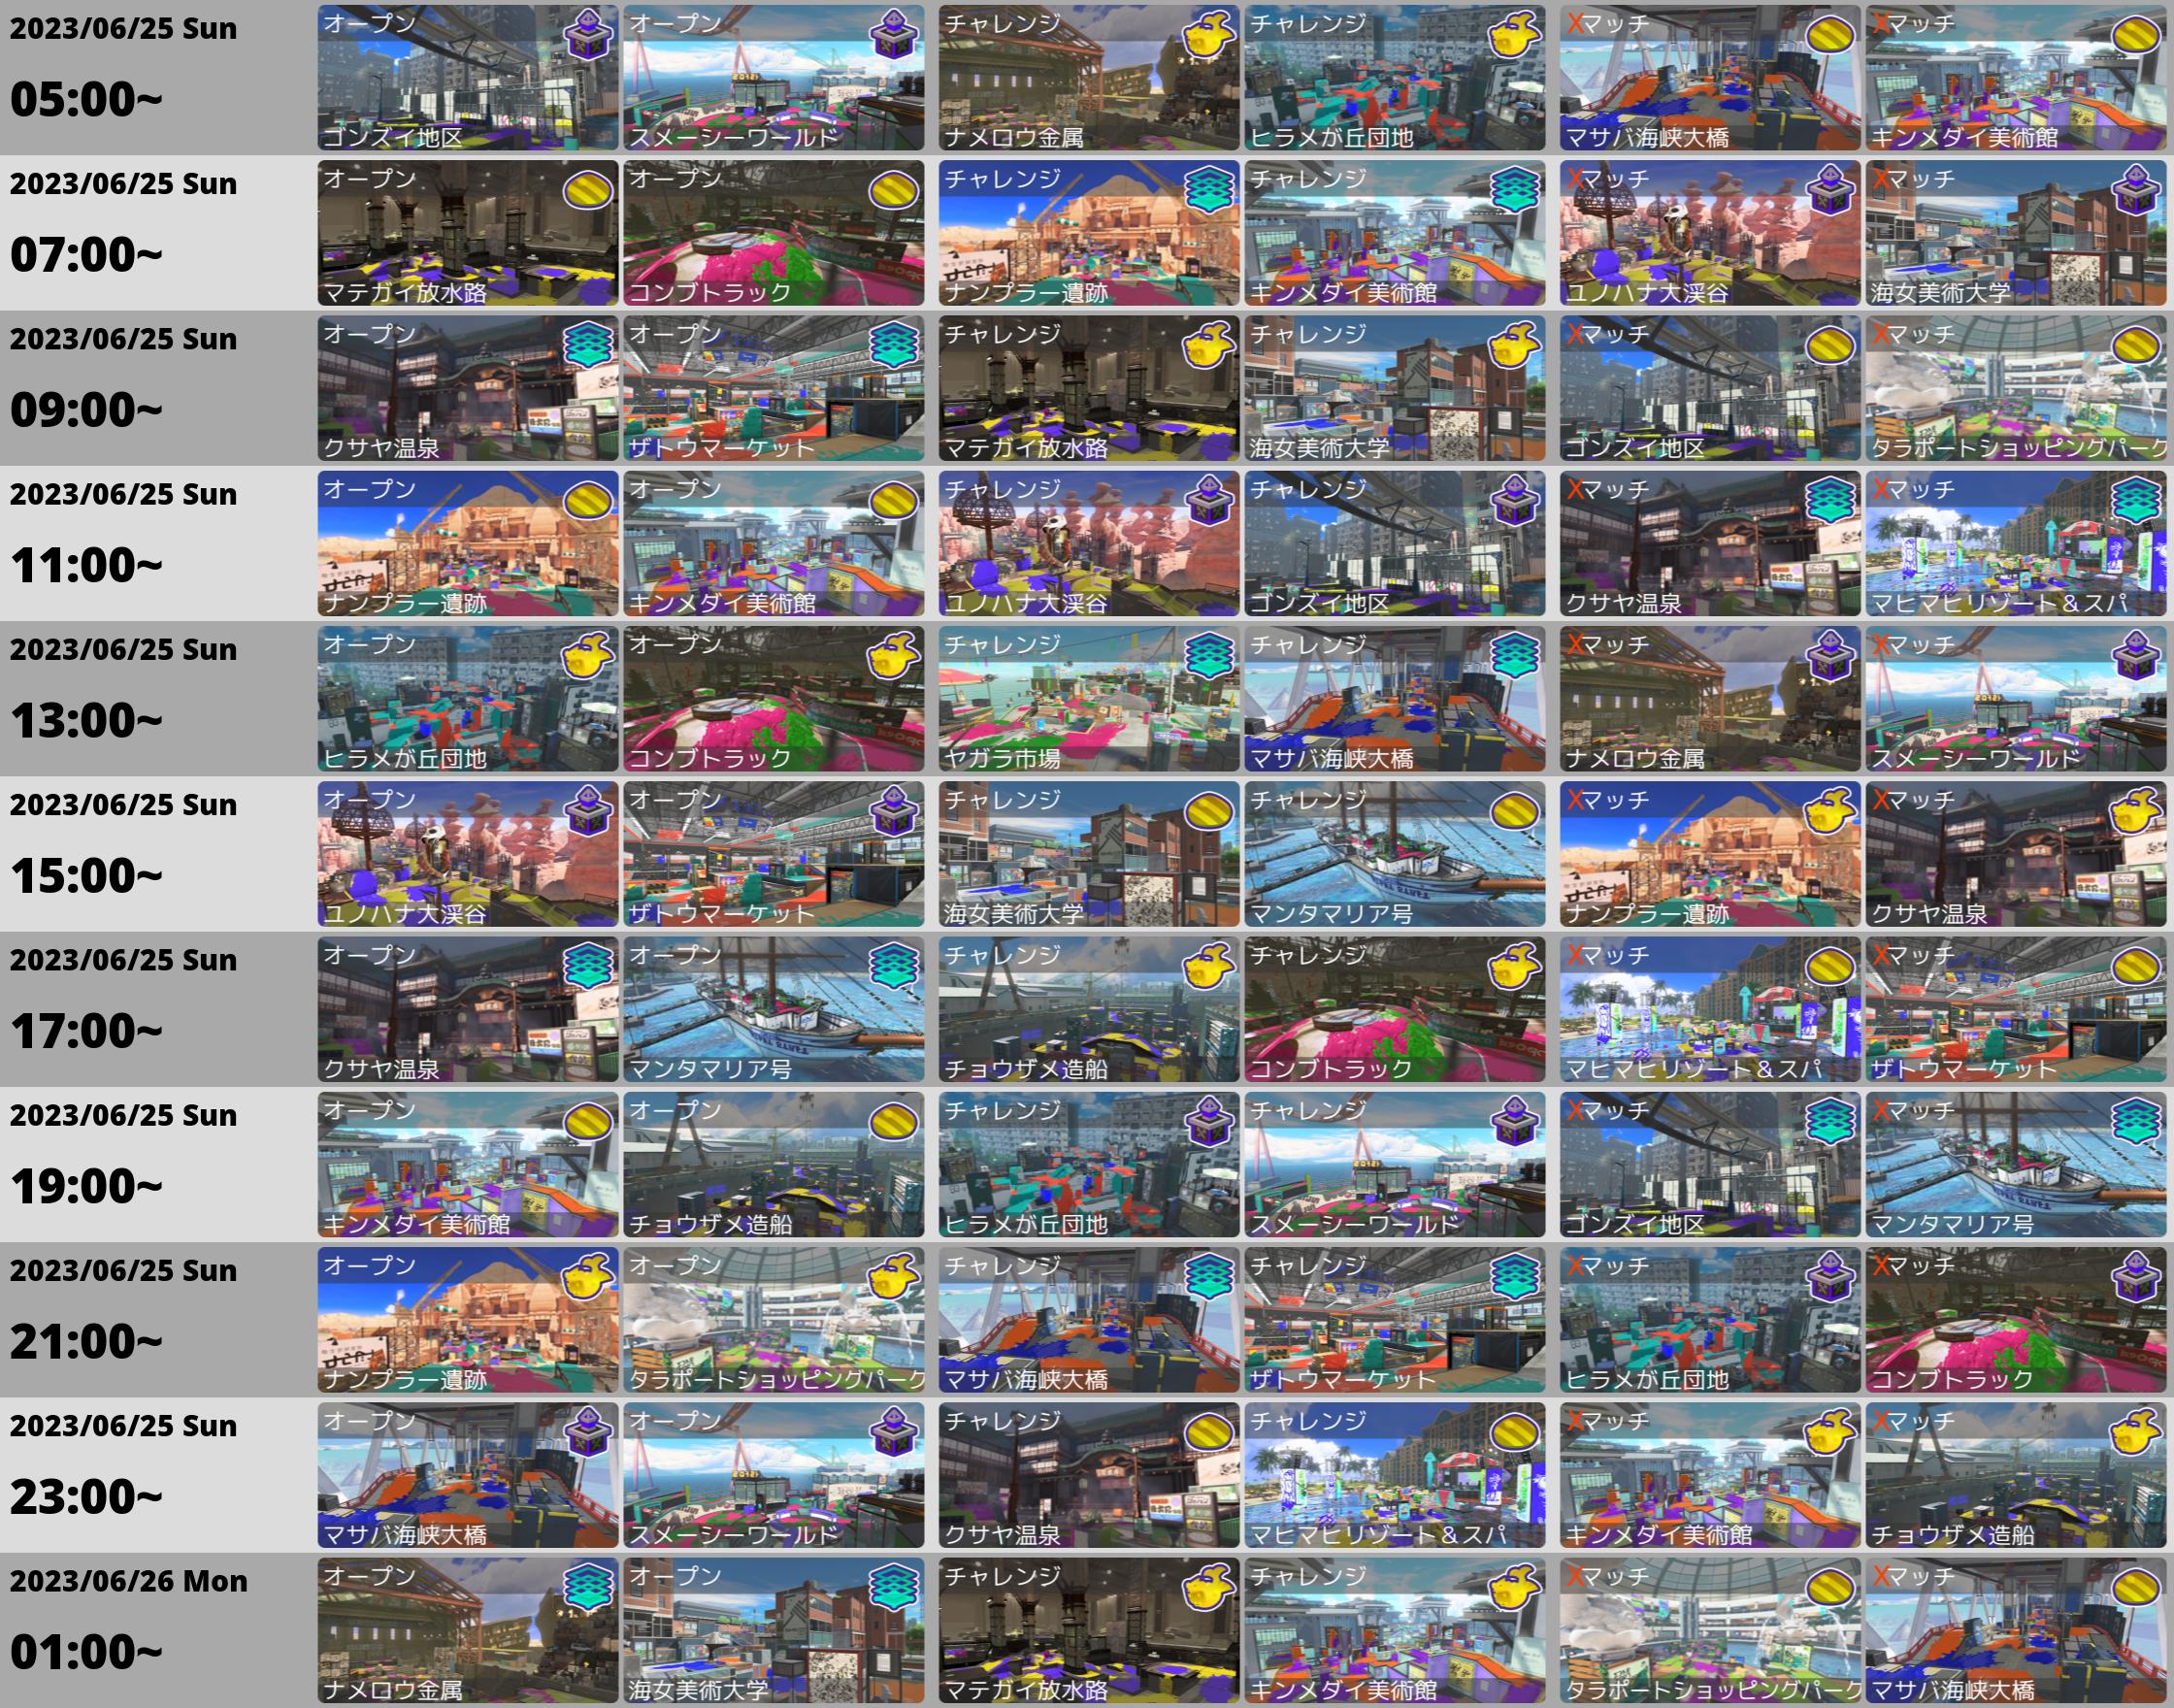 2023/06/25 Sun
05:00~
オープン
ゴンズイ地区
オープン
スメーシーワールド
チャレンジ
ナメロウ金属
チャレンジ
ヒラメが丘団地
Xマッチ
マサバ海峡大橋
Xマッチ
キンメダイ美術館
2023/06/25 Sun
07:00~
オープン
マテガイ放水路
オープン
コンブトラック
チャレンジ
ナンプラー遺跡
チャレンジ
キンメダイ美術館
Xマッチ
ユノハナ大渓谷
Xマッチ
海女美術大学
2023/06/25 Sun
09:00~
オープン
クサヤ温泉
オープン
ザトウマーケット
チャレンジ
マテガイ放水路
チャレンジ
海女美術大学
Xマッチ
ゴンズイ地区
Xマッチ
タラポートショッピングパーク
2023/06/25 Sun
11:00~
オープン
ナンプラー遺跡
オープン
キンメダイ美術館
チャレンジ
ユノハナ大渓谷
チャレンジ
ゴンズイ地区
Xマッチ
クサヤ温泉
Xマッチ
マヒマヒリゾート＆スパ
2023/06/25 Sun
13:00~
オープン
ヒラメが丘団地
オープン
コンブトラック
チャレンジ
ヤガラ市場
チャレンジ
マサバ海峡大橋
Xマッチ
ナメロウ金属
Xマッチ
スメーシーワールド
2023/06/25 Sun
15:00~
オープン
ユノハナ大渓谷
オープン
ザトウマーケット
チャレンジ
海女美術大学
チャレンジ
マンタマリア号
Xマッチ
ナンプラー遺跡
Xマッチ
クサヤ温泉
2023/06/25 Sun
17:00~
オープン
クサヤ温泉
オープン
マンタマリア号
チャレンジ
チョウザメ造船
チャレンジ
コンブトラック
Xマッチ
マヒマヒリゾート＆スパ
Xマッチ
ザトウマーケット
2023/06/25 Sun
19:00~
オープン
キンメダイ美術館
オープン
チョウザメ造船
チャレンジ
ヒラメが丘団地
チャレンジ
スメーシーワールド
Xマッチ
ゴンズイ地区
Xマッチ
マンタマリア号
2023/06/25 Sun
21:00~
オープン
ナンプラー遺跡
オープン
タラポートショッピングパーク
チャレンジ
マサバ海峡大橋
チャレンジ
ザトウマーケット
Xマッチ
ヒラメが丘団地
Xマッチ
コンブトラック
2023/06/25 Sun
23:00~
オープン
マサバ海峡大橋
オープン
スメーシーワールド
チャレンジ
クサヤ温泉
チャレンジ
マヒマヒリゾート＆スパ
Xマッチ
キンメダイ美術館
Xマッチ
チョウザメ造船
2023/06/26 Mon
01:00~
オープン
ナメロウ金属
オープン
海女美術大学
チャレンジ
マテガイ放水路
チャレンジ
キンメダイ美術館
Xマッチ
タラポートショッピングパーク
Xマッチ
マサバ海峡大橋